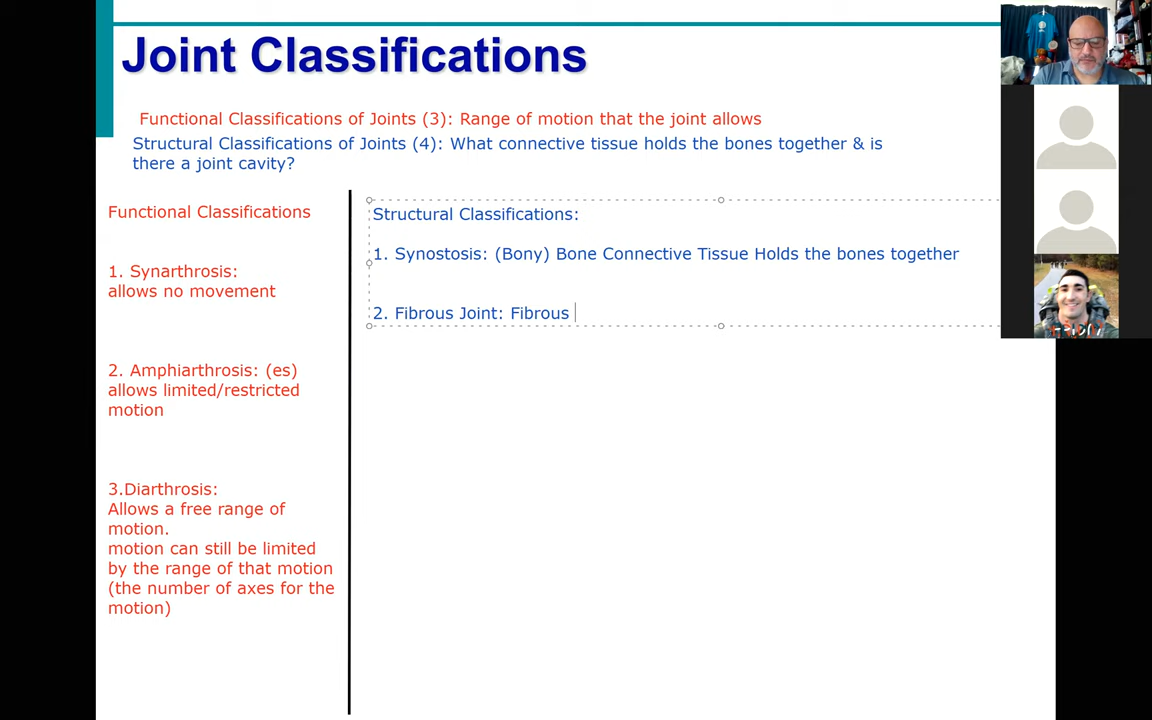 Joint Classifications
Functional Classifications of Joints (3): Range of motion that the joint allows
Structural Classifications of Joints (4): What connective tissue holds the bones together & is
there a joint cavity?
Functional Classifications
1. Synarthrosis:
allows no movement
2. Amphiarthrosis: (es)
allows limited/restricted
motion
3.Diarthrosis:
Allows a free range of
motion.
motion can still be limited
by the range of that motion
(the number of axes for the
motion)
Structural Classifications:
1. Synostosis: (Bony) Bone Connective Tissue Holds the bones together
2. Fibrous Joint: Fibrous